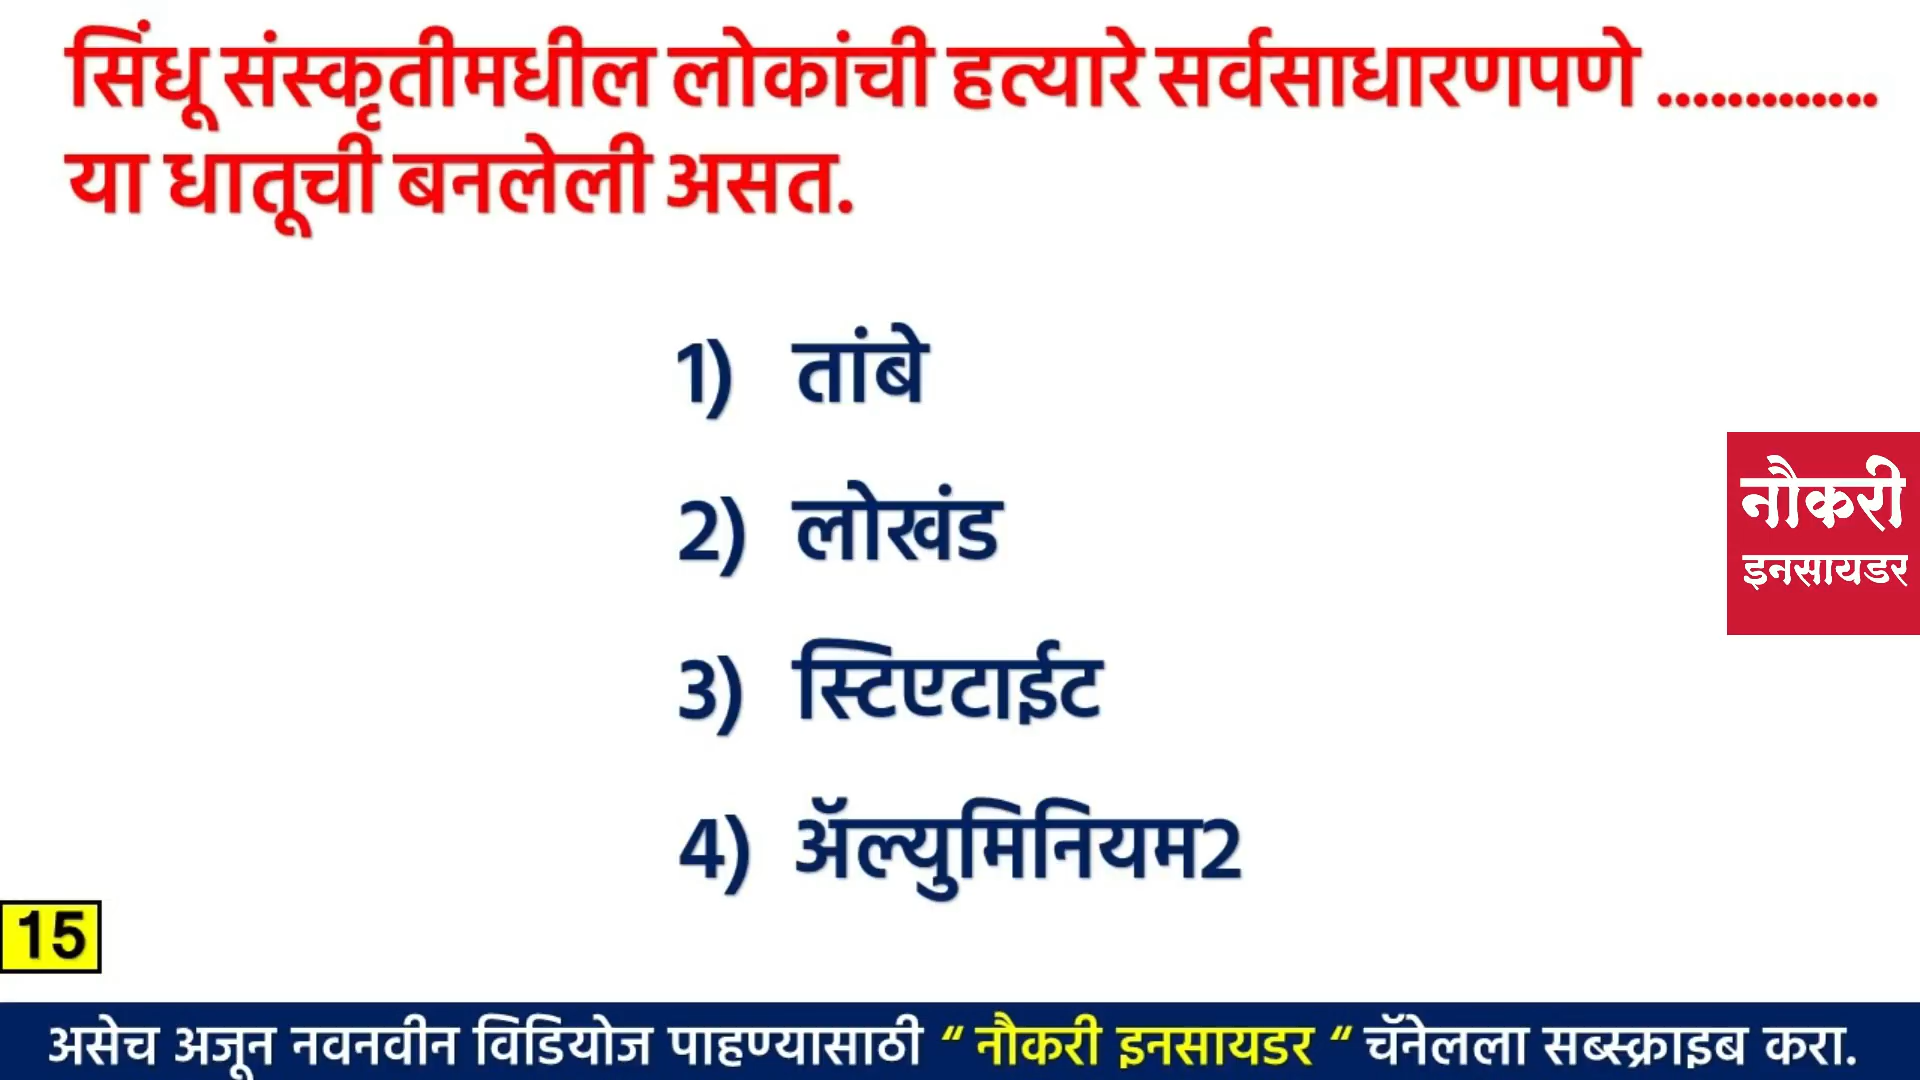 सिंधू संस्कृतीमधील लोकांची हत्यारे सर्वसाधारणपणे .............
या धातूची बनलेली असत.
1) तांबे
2) लोखंड
नौकरी
इनसायडर
3) स्टिएटाईट
4) ॲल्युमिनियम2
15
असेच अजून नवनवीन विडियोज पाहण्यासाठी “ नौकरी इनसायडर “ चॅनेलला सब्स्क्राइब करा.